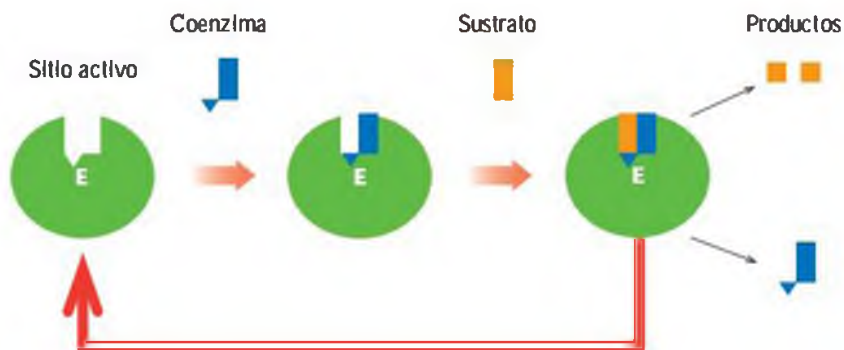 Coenzima
Sustrato
Productos
Sitio activo
E
E
E